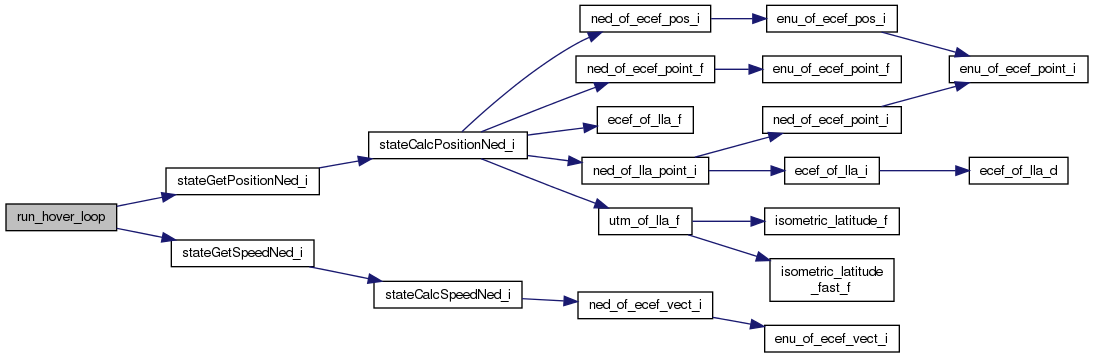 run_hover_loop
stateGetPositionNed_i
stateGetSpeedNed_i
stateCalcPositionNed_i
stateCalcSpeedNed_i
ned_of_ecef_pos_i
ned_of_ecef_point_f
ecef_of_lla_f
ned_of_lla_point_i
utm_of_lla_f
ned_of_ecef_vect_i
enu_of_ecef_pos_i
enu_of_ecef_point_f
ned_of_ecef_point_i
ecef_of_lla_i
isometric_latitude_f
isometric_latitude
_fast_f
enu_of_ecef_vect_i
enu_of_ecef_point_i
ecef_of_lla_d